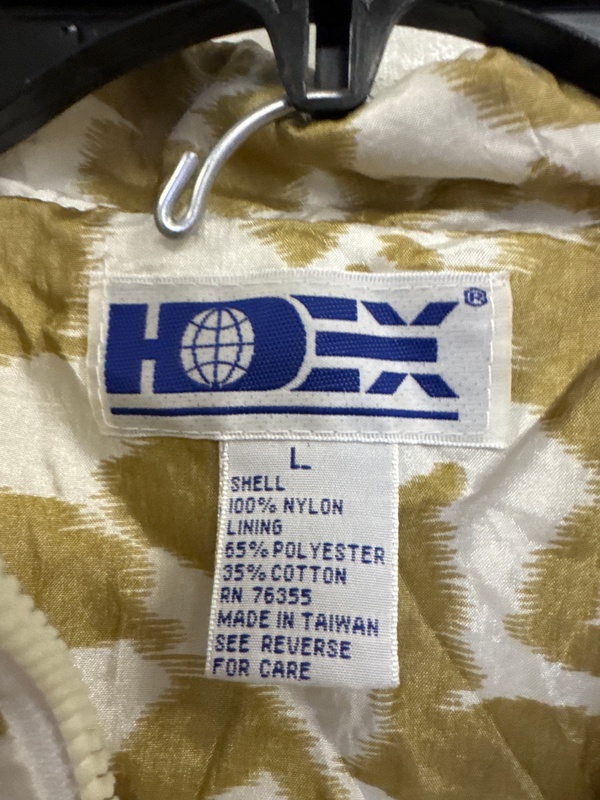 HDEX®
L
SHELL
100% NYLON
LINING
65% POLYESTER
35% COTTON
RN 76355
MADE IN TAIWAN
SEE REVERSE
FOR CARE